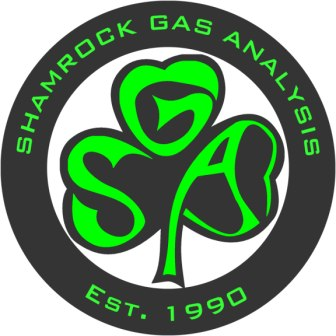 SHAMROCK GAS ANALYSIS
SGA
EST. 1990